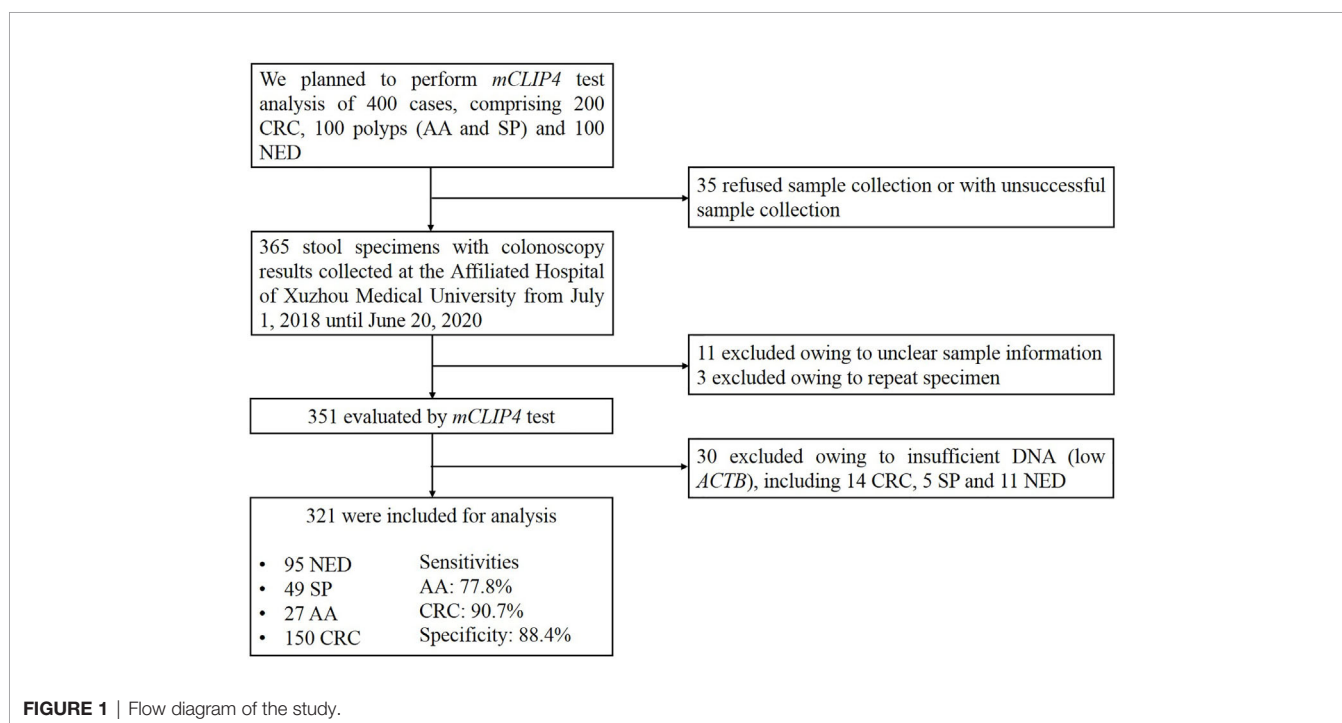 We planned to perform mCLIP4 test
analysis of 400 cases, comprising 200
CRC, 100 polyps (AA and SP) and 100
NED
35 refused sample collection or with unsuccessful
sample collection
365 stool specimens with colonoscopy
results collected at the Affiliated Hospital
of Xuzhou Medical University from July
1, 2018 until June 20, 2020
11 excluded owing to unclear sample information
3 excluded owing to repeat specimen
351 evaluated by mCLIP4 test
30 excluded owing to insufficient DNA (low
ACTB), including 14 CRC, 5 SP and 11 NED
321 were included for analysis
• 95 NED
• 49 SP
• 27 AA
• 150 CRC
Sensitivities
AA: 77.8%
CRC: 90.7%
Specificity: 88.4%
FIGURE 1 | Flow diagram of the study.